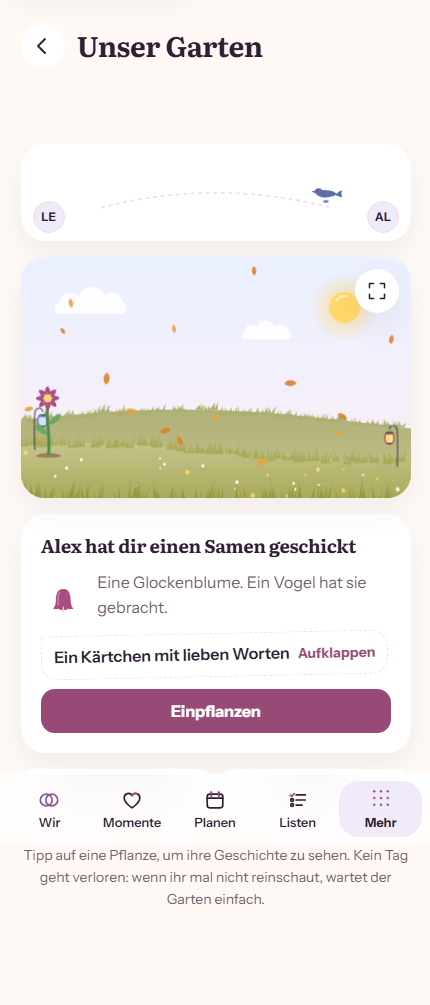 Unser Garten
LE
AL
Alex hat dir einen Samen geschickt
Eine Glockenblume. Ein Vogel hat sie
gebracht.
Ein Kärtchen mit lieben Worten Aufklappen
Einpflanzen
Wir
Momente
Planen
Listen
Mehr
Tipp auf eine Pflanze, um ihre Geschichte zu sehen. Kein Tag
geht verloren: wenn ihr mal nicht reinschaut, wartet der
Garten einfach.